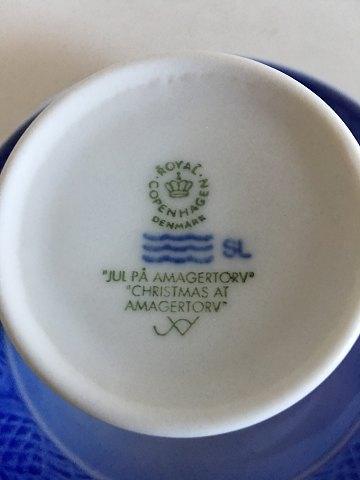 ROYAL
COPENHAGEN
DENMARK
SL
"JUL PÅ AMAGERTORV"
"CHRISTMAS AT
AMAGERTORV"